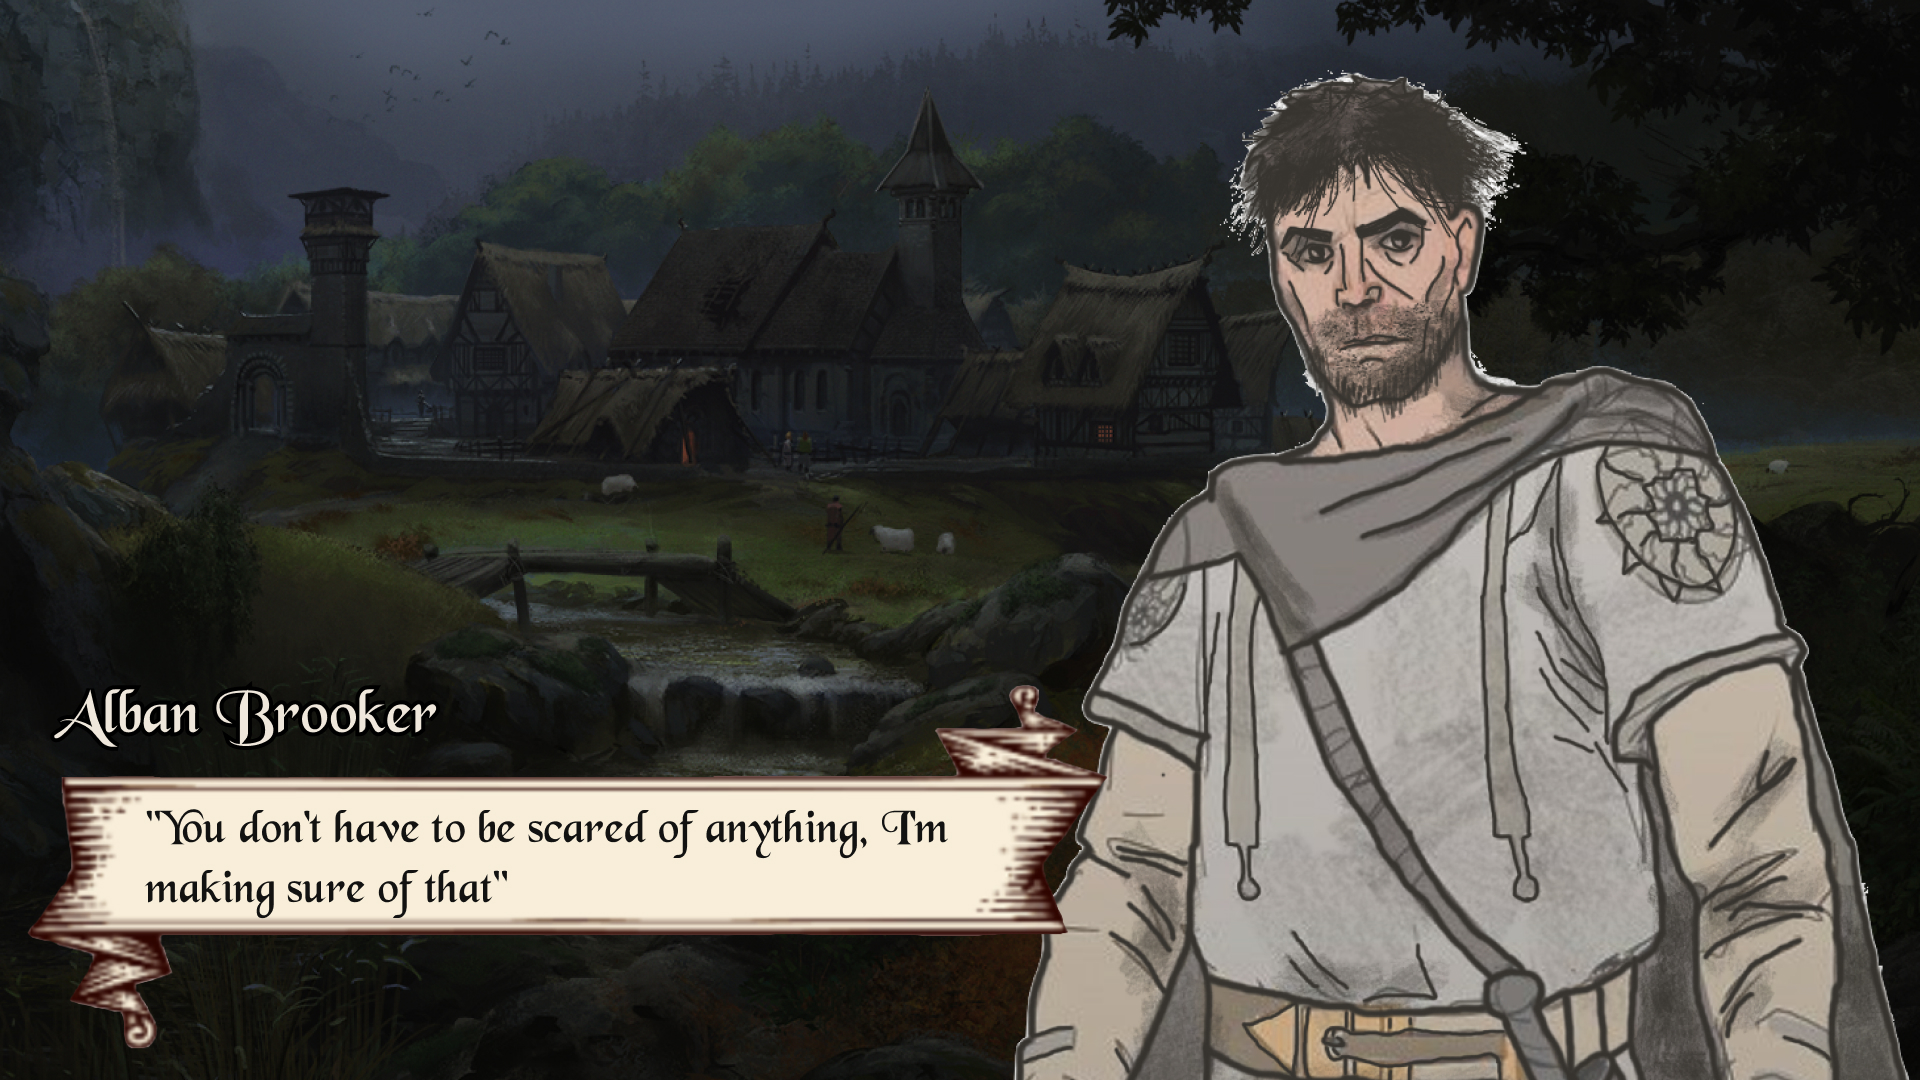 Alban Brooker
"You don't have to be scared of anything, I'm
making sure of that"